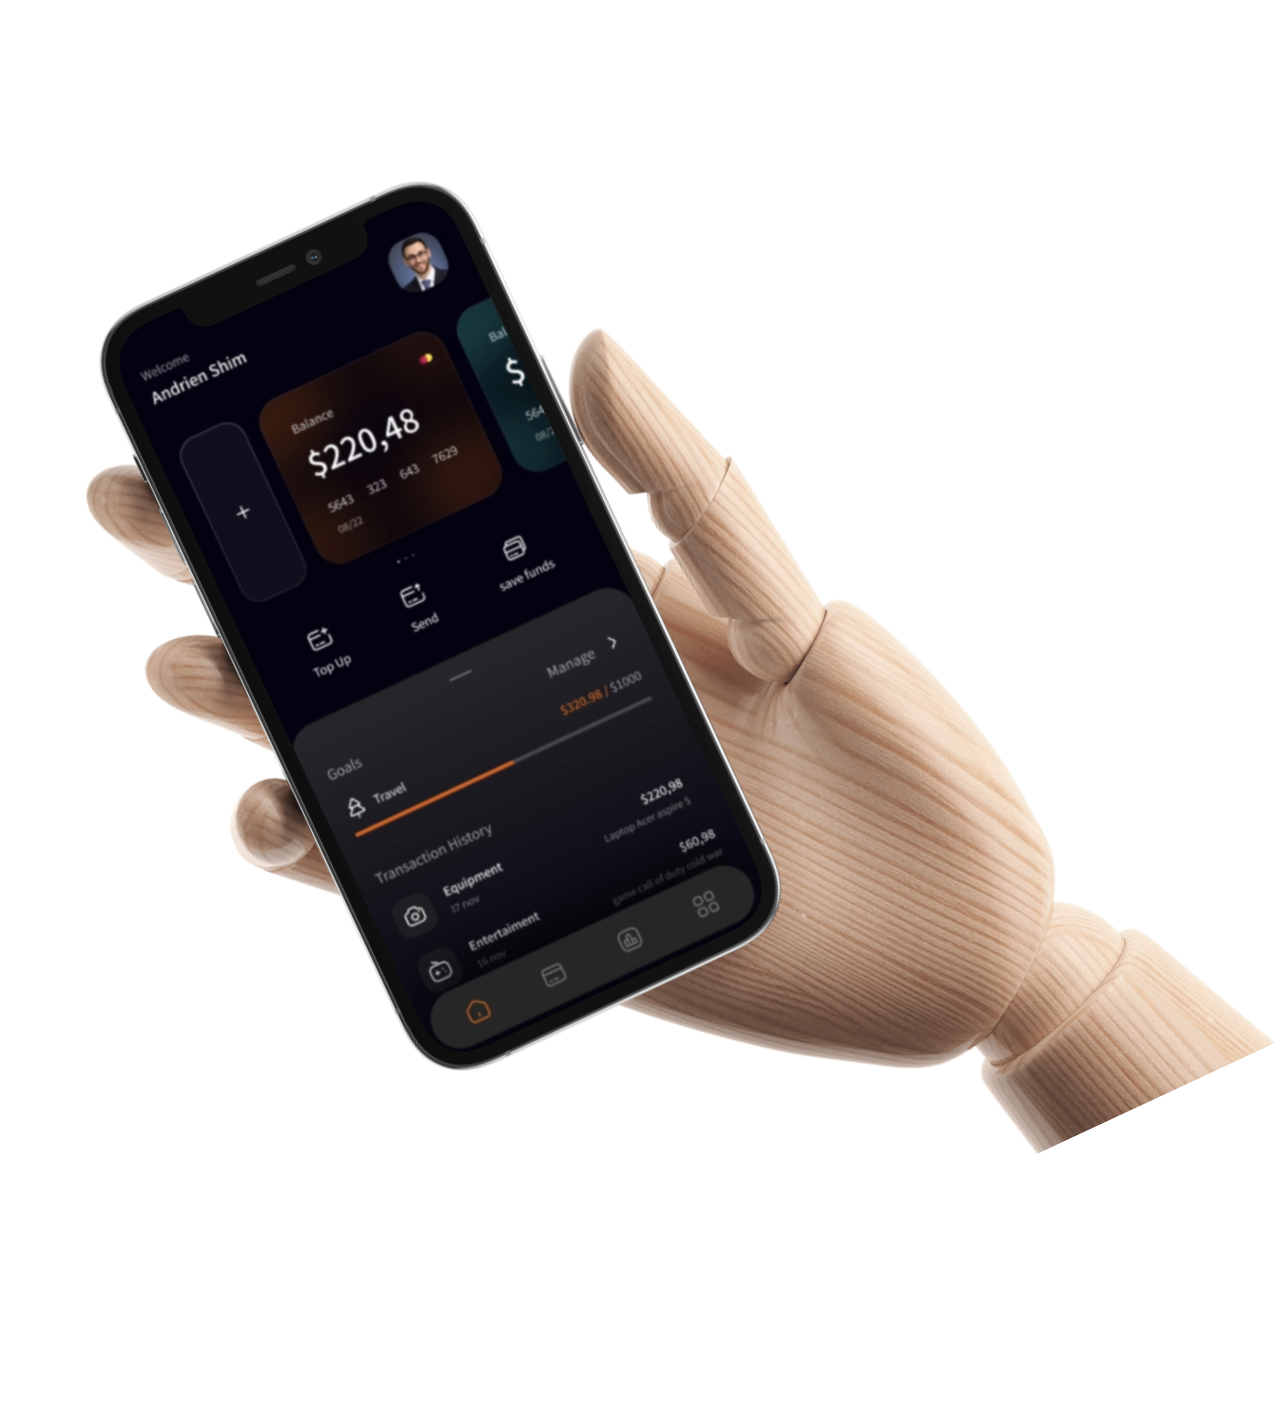 Welcome
Andrien Shim
Balance
$220,48
5643 323 643 7629
08/22
Bal
$
564
08/2
Top Up
Send
save funds
Goals
Manage
Travel
$320.98 / $1000
Transaction History
Equipment
17 nov
$220,98
Laptop Acer aspire 5
Entertaiment
16 nov
$60,98
game call of duty cold war